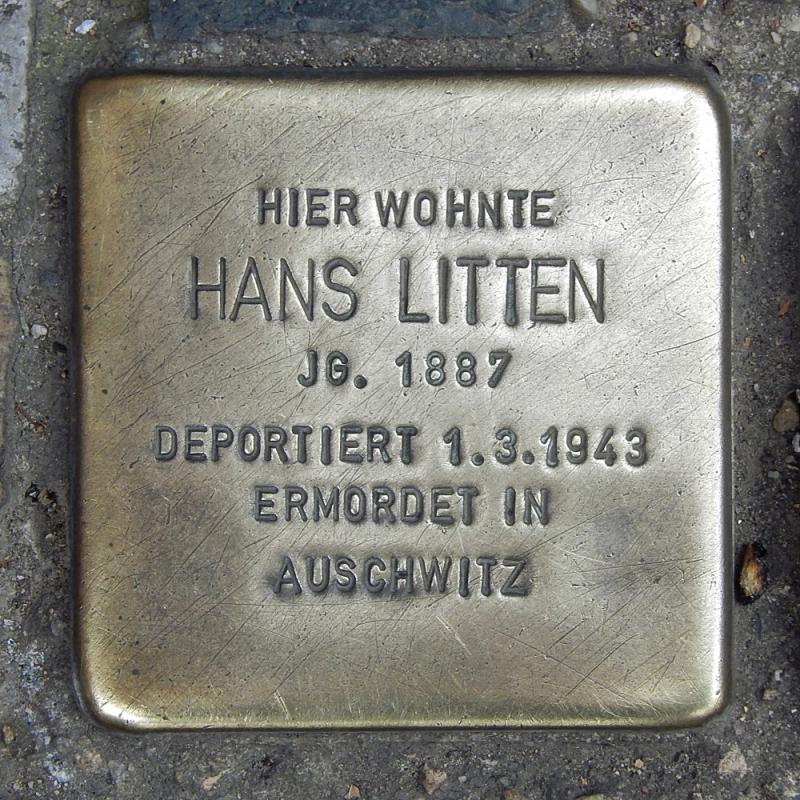 HIER WOHNTE
HANS LITTEN
JG. 1887
DEPORTIERT 1.3.1943
ERMORDET IN
AUSCHWITZ